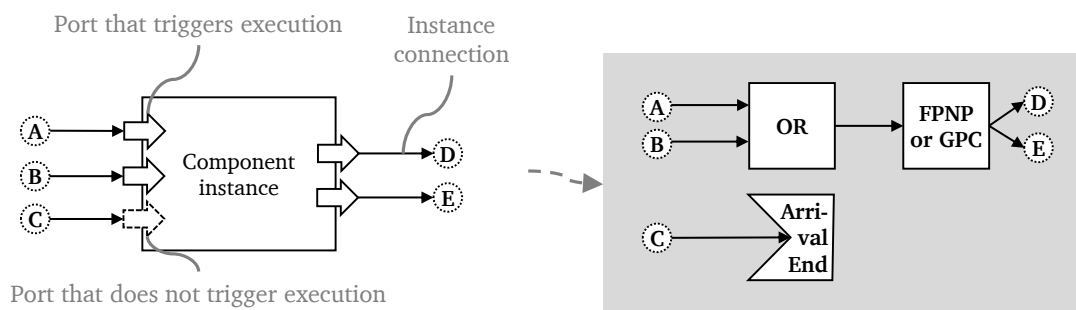 Port that triggers execution
Instance
connection
A
B
C
Component
instance
D
E
Port that does not trigger execution
A
B
OR
FPNP
or GPC
D
E
C
Arri-
val
End